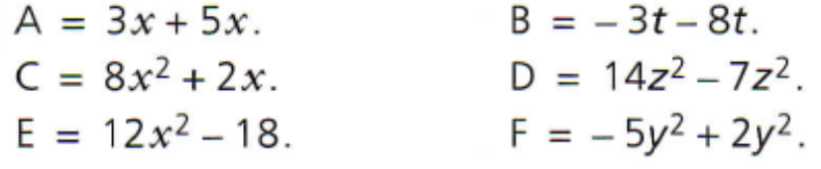 A = 3x + 5x.
B = – 3t – 8t.
C = 8x² + 2x.
D = 14z² – 7z².
E = 12x² – 18.
F = – 5y² + 2y².